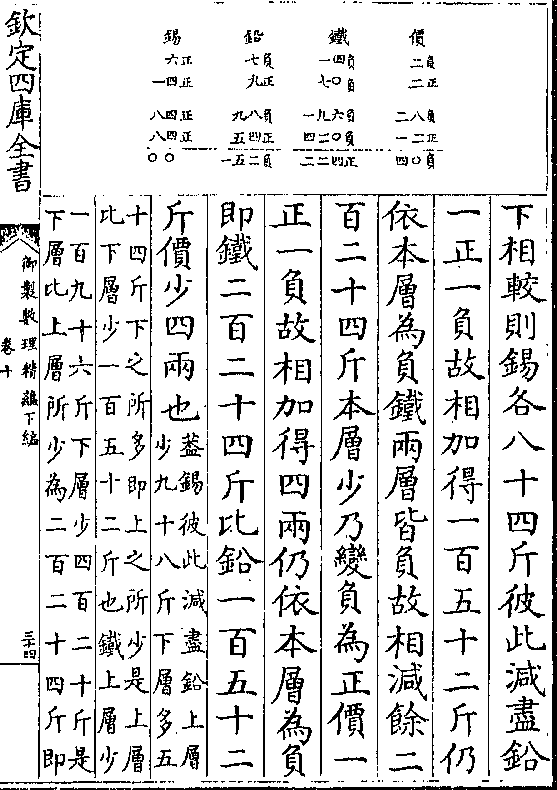 價
二負
二正
二八負
一二正
四〇負
鐵
一四負
七〇負
一九六負
四二〇負
二二四正
鉛
七負
九正
九八負
五四正
一五二負
錫
六正
一四正
八四正
八四正
〇〇
下相較則錫各八十四斤彼此減盡鉛
一正一負故相加得一百五十二斤仍
依本層為負鐵兩層皆負故相減餘二
百二十四斤本層少乃變負為正價一
正一負故相加得四兩仍依本層為負
即鐵二百二十四斤比鉛一百五十二
斤價少四兩也
葢錫彼此減盡鉛上層
少九十八斤下層多五
十四斤下之所多即上之所少是上層
比下層少一百五十二斤也鐵上層少
一百九十六斤下層少四百二十斤是
下層比上層所少為二百二十四斤即
欽定四庫全書
御製數理精蘊下編
卷十
三十四